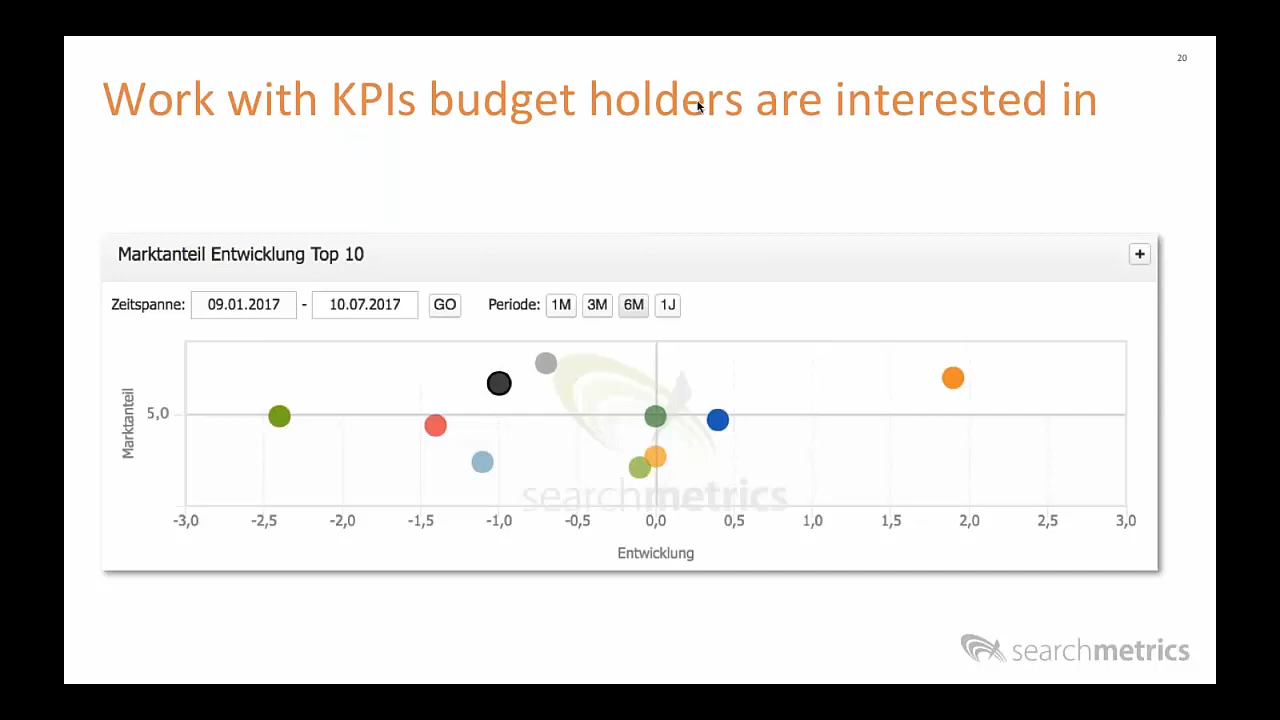 20
Work with KPIs budget holders are interested in
Marktanteil Entwicklung Top 10
+
Zeitspanne: 09.01.2017 - 10.07.2017 GO Periode: 1M 3M 6M 1J
Marktanteil
5,0
searchmetrics
-3,0 -2,5 -2,0 -1,5 -1,0 -0,5 0,0 0,5 1,0 1,5 2,0 2,5 3,0
Entwicklung
searchmetrics